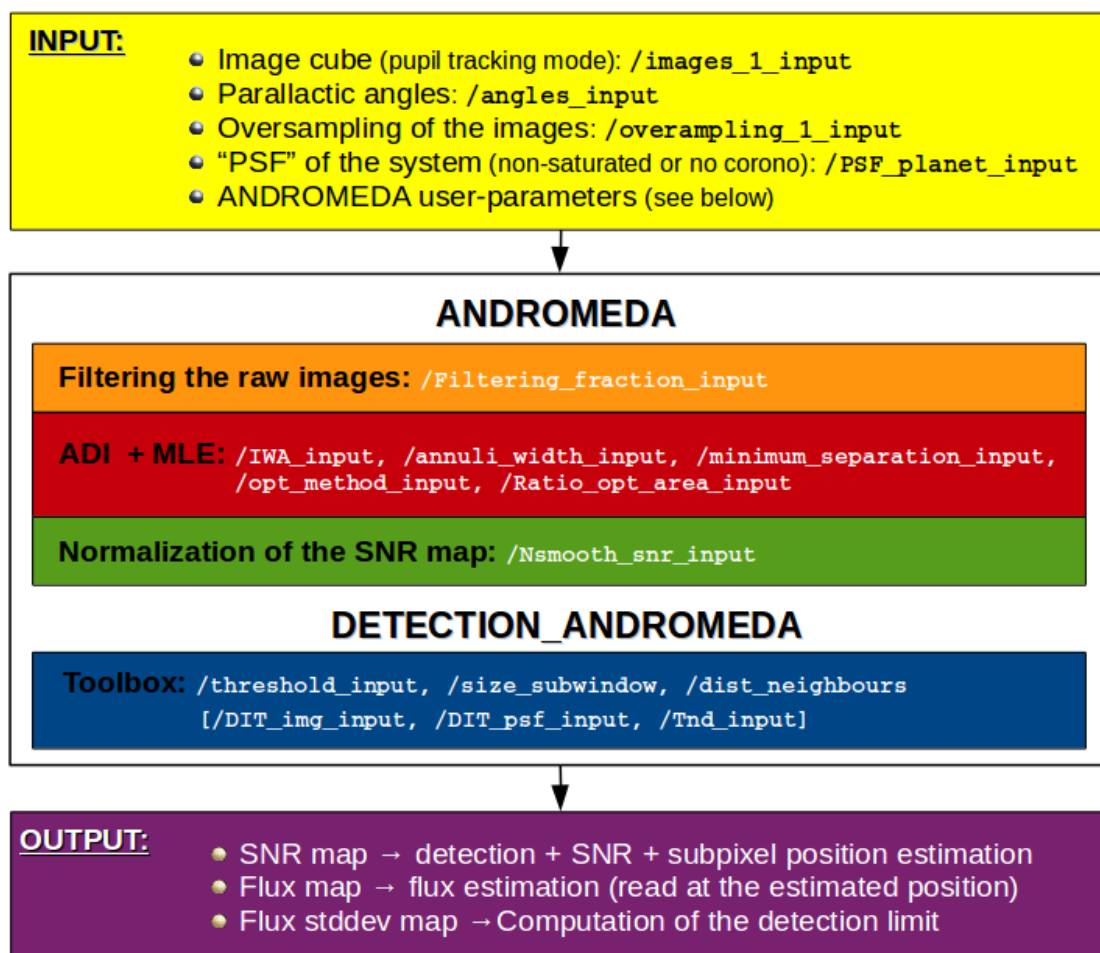 INPUT:
Image cube (pupil tracking mode): /images_1_input
Parallactic angles: /angles_input
Oversampling of the images: /overampling_1_input
“PSF” of the system (non-saturated or no corono): /PSF_planet_input
ANDROMEDA user-parameters (see below)
ANDROMEDA
Filtering the raw images: /Filtering_fraction_input
ADI + MLE: /IWA_input, /annuli_width_input, /minimum_separation_input,
/opt_method_input, /Ratio_opt_area_input
Normalization of the SNR map: /Nsmooth_snr_input
DETECTION_ANDROMEDA
Toolbox: /threshold_input, /size_subwindow, /dist_neighbours
[/DIT_img_input, /DIT_psf_input, /Tnd_input]
OUTPUT:
SNR map → detection + SNR + subpixel position estimation
Flux map → flux estimation (read at the estimated position)
Flux stddev map →Computation of the detection limit